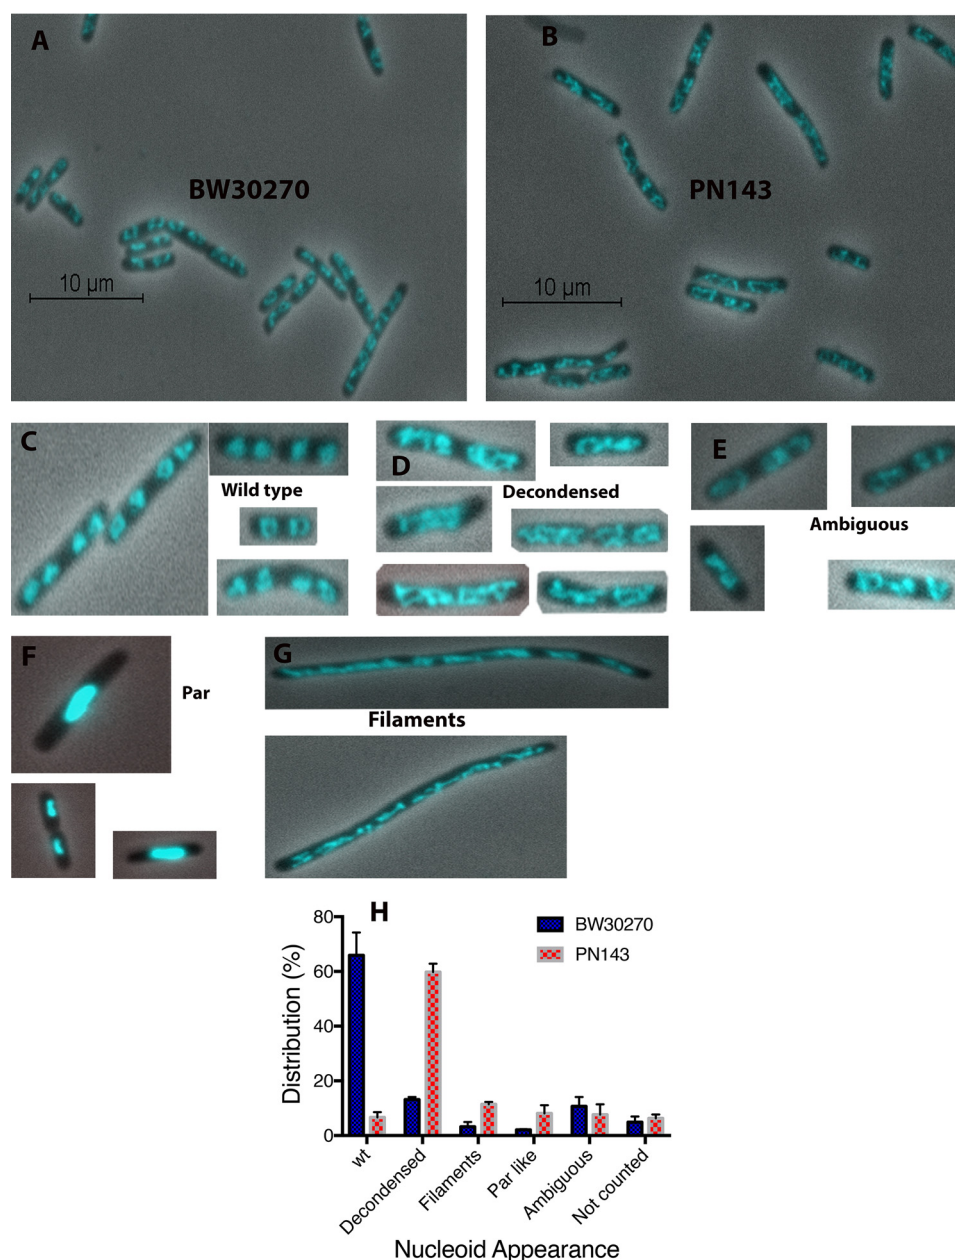 A
BW30270
10 µm
B
PN143
10 µm
C
Wild type
D
Decondensed
E
Ambiguous
F
Par
G
Filaments
H
BW30270
PN143
Distribution (%)
80
60
40
20
0
wt
Decondensed
Filaments
Par like
Ambiguous
Not counted
Nucleoid Appearance